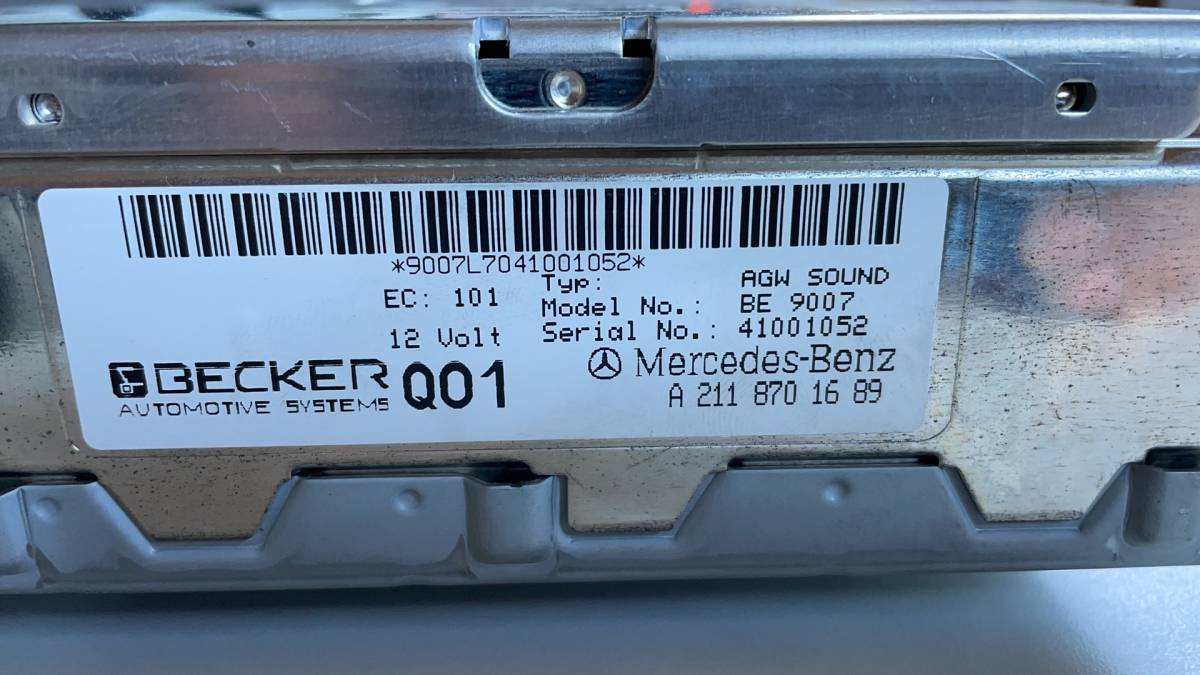 *9007L7041001052*
EC: 101
12 Volt
Typ: AGW SOUND
Model No.: BE 9007
Serial No.: 41001052
BECKER
AUTOMOTIVE SYSTEMS
Q01
Mercedes-Benz
A 211 870 16 89